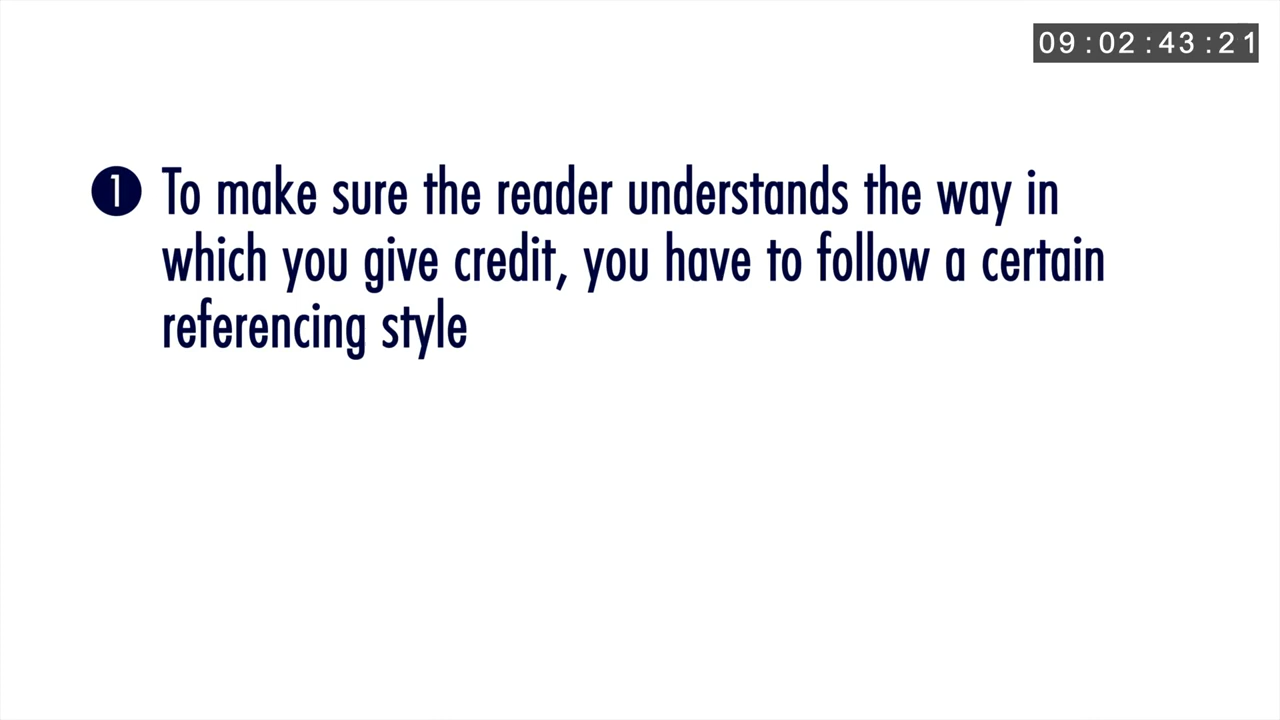 09:02:43:21
1 To make sure the reader understands the way in
which you give credit, you have to follow a certain
referencing style